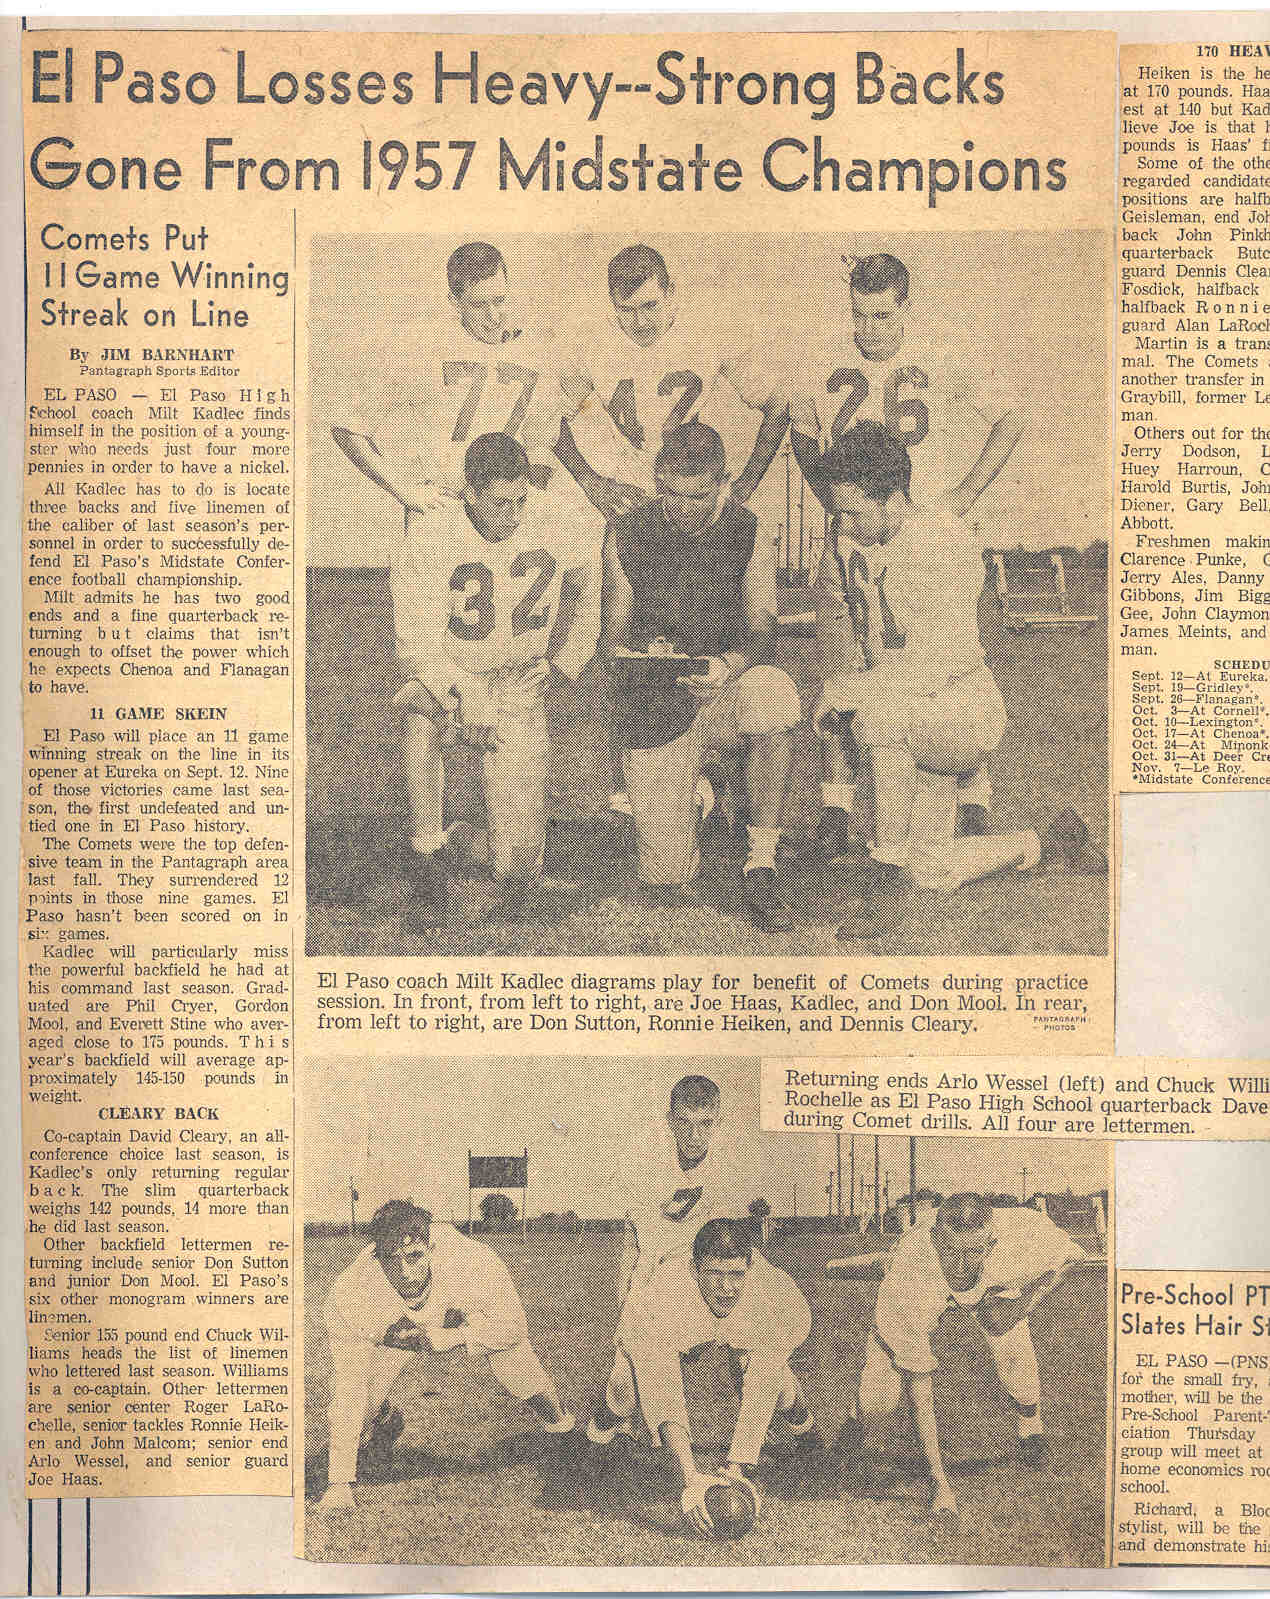 El Paso Losses Heavy--Strong Backs
Gone From 1957 Midstate Champions
Comets Put
11 Game Winning
Streak on Line
By JIM BARNHART
Pantagraph Sports Editor
EL PASO — El Paso High
School coach Milt Kadlec finds
himself in the position of a young-
ster who needs just four more
pennies in order to have a nickel.
All Kadlec has to do is locate
three backs and five linemen of
the caliber of last season's per-
sonnel in order to successfully de-
fend El Paso's Midstate Confer-
ence football championship.
Milt admits he has two good
ends and a fine quarterback re-
turning but claims that isn't
enough to offset the power which
he expects Chenoa and Flanagan
to have.
11 GAME SKEIN
El Paso will place an 11 game
winning streak on the line in its
opener at Eureka on Sept. 12. Nine
of those victories came last sea-
son, the first undefeated and un-
tied one in El Paso history.
The Comets were the top defen-
sive team in the Pantagraph area
last fall. They surrendered 12
points in those nine games. El
Paso hasn't been scored on in
six games.
Kadlec will particularly miss
the powerful backfield he had at
his command last season. Grad-
uated are Phil Cryer, Gordon
Mool, and Everett Stine who aver-
aged close to 175 pounds. This
year's backfield will average ap-
proximately 145-150 pounds in
weight.
CLEARY BACK
Co-captain David Cleary, an all-
conference choice last season, is
Kadlec's only returning regular
back. The slim quarterback
weighs 142 pounds, 14 more than
he did last season.
Other backfield lettermen re-
turning include senior Don Sutton
and junior Don Mool. El Paso's
six other monogram winners are
linemen.
Senior 155 pound end Chuck Wil-
liams heads the list of linemen
who lettered last season. Williams
is a co-captain. Other lettermen
are senior center Roger LaRo-
chelle, senior tackles Ronnie Heik-
en and John Malcom; senior end
Arlo Wessel, and senior guard
Joe Haas.
77
42
26
32
El Paso coach Milt Kadlec diagrams play for benefit of Comets during practice
session. In front, from left to right, are Joe Haas, Kadlec, and Don Mool. In rear,
from left to right, are Don Sutton, Ronnie Heiken, and Dennis Cleary.
PANTAGRAPH
PHOTOS
Returning ends Arlo Wessel (left) and Chuck Willi
Rochelle as El Paso High School quarterback Dave
during Comet drills. All four are lettermen.
170 HEAV
Heiken is the he
at 170 pounds. Haa
est at 140 but Kad
lieve Joe is that h
pounds is Haas' fi
Some of the othe
regarded candidate
positions are halfb
Geisleman, end Joh
back John Pinkh
quarterback Butc
guard Dennis Clear
Fosdick, halfback
halfback Ronnie
guard Alan LaRoch
Martin is a trans
mal. The Comets
another transfer in
Graybill, former Le
man.
Others out for the
Jerry Dodson, L
Huey Harroun, C
Harold Burtis, John
Diener, Gary Bell,
Abbott.
Freshmen makin
Clarence Punke, G
Jerry Ales, Danny
Gibbons, Jim Bigg
Gee, John Claymon
James Meints, and
man.
SCHEDU
Sept. 12—At Eureka.
Sept. 19—Gridley*.
Sept. 26—Flanagan*.
Oct. 3—At Cornell*.
Oct. 10—Lexington*.
Oct. 17—At Chenoa*.
Oct. 24—At Minonk
Oct. 31—At Deer Cre
Nov. 7—Le Roy.
*Midstate Conference
Pre-School PT
Slates Hair St
EL PASO —(PNS
for the small fry,
mother, will be the
Pre-School Parent-T
ciation Thursday
group will meet at
home economics roo
school.
Richard, a Bloo
stylist, will be the
and demonstrate his